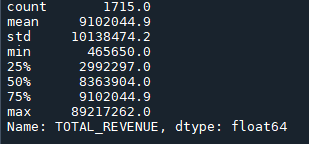 count 1715.0
mean 9102044.9
std 10138474.2
min 465650.0
25% 2992297.0
50% 8363904.0
75% 9102044.9
max 89217262.0
Name: TOTAL_REVENUE, dtype: float64